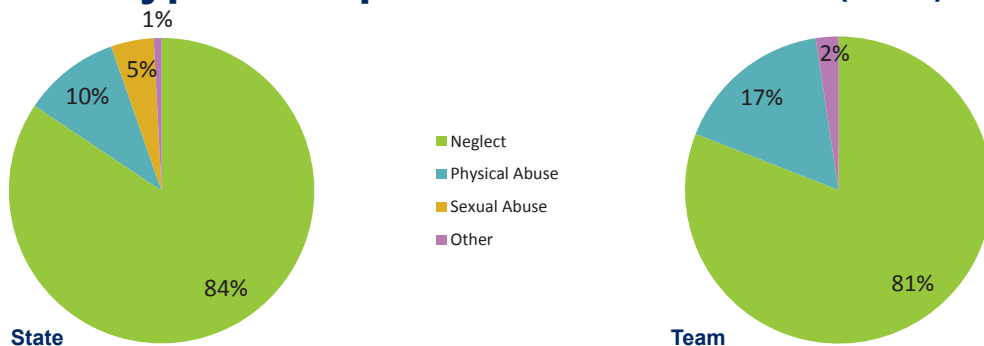 1%
5%
10%
84%
State
Neglect
Physical Abuse
Sexual Abuse
Other
2%
17%
81%
Team